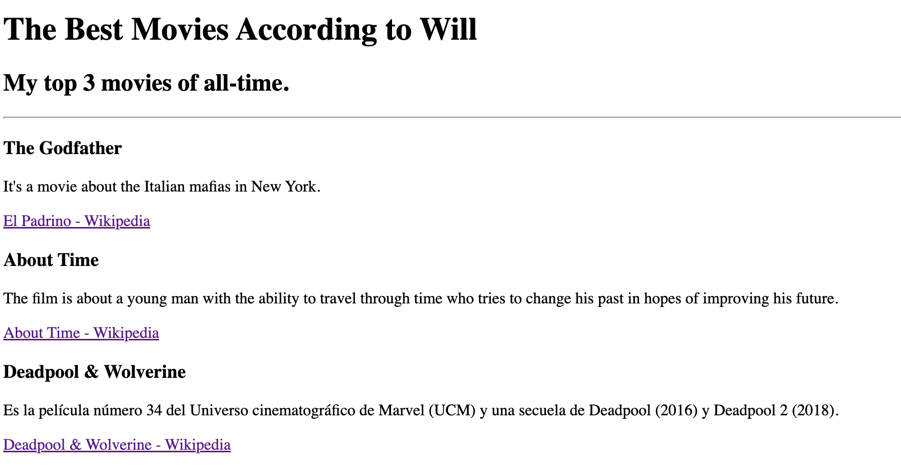 The Best Movies According to Will
My top 3 movies of all-time.
The Godfather
It's a movie about the Italian mafias in New York.
El Padrino - Wikipedia
About Time
The film is about a young man with the ability to travel through time who tries to change his past in hopes of improving his future.
About Time - Wikipedia
Deadpool & Wolverine
Es la película número 34 del Universo cinematográfico de Marvel (UCM) y una secuela de Deadpool (2016) y Deadpool 2 (2018).
Deadpool & Wolverine - Wikipedia